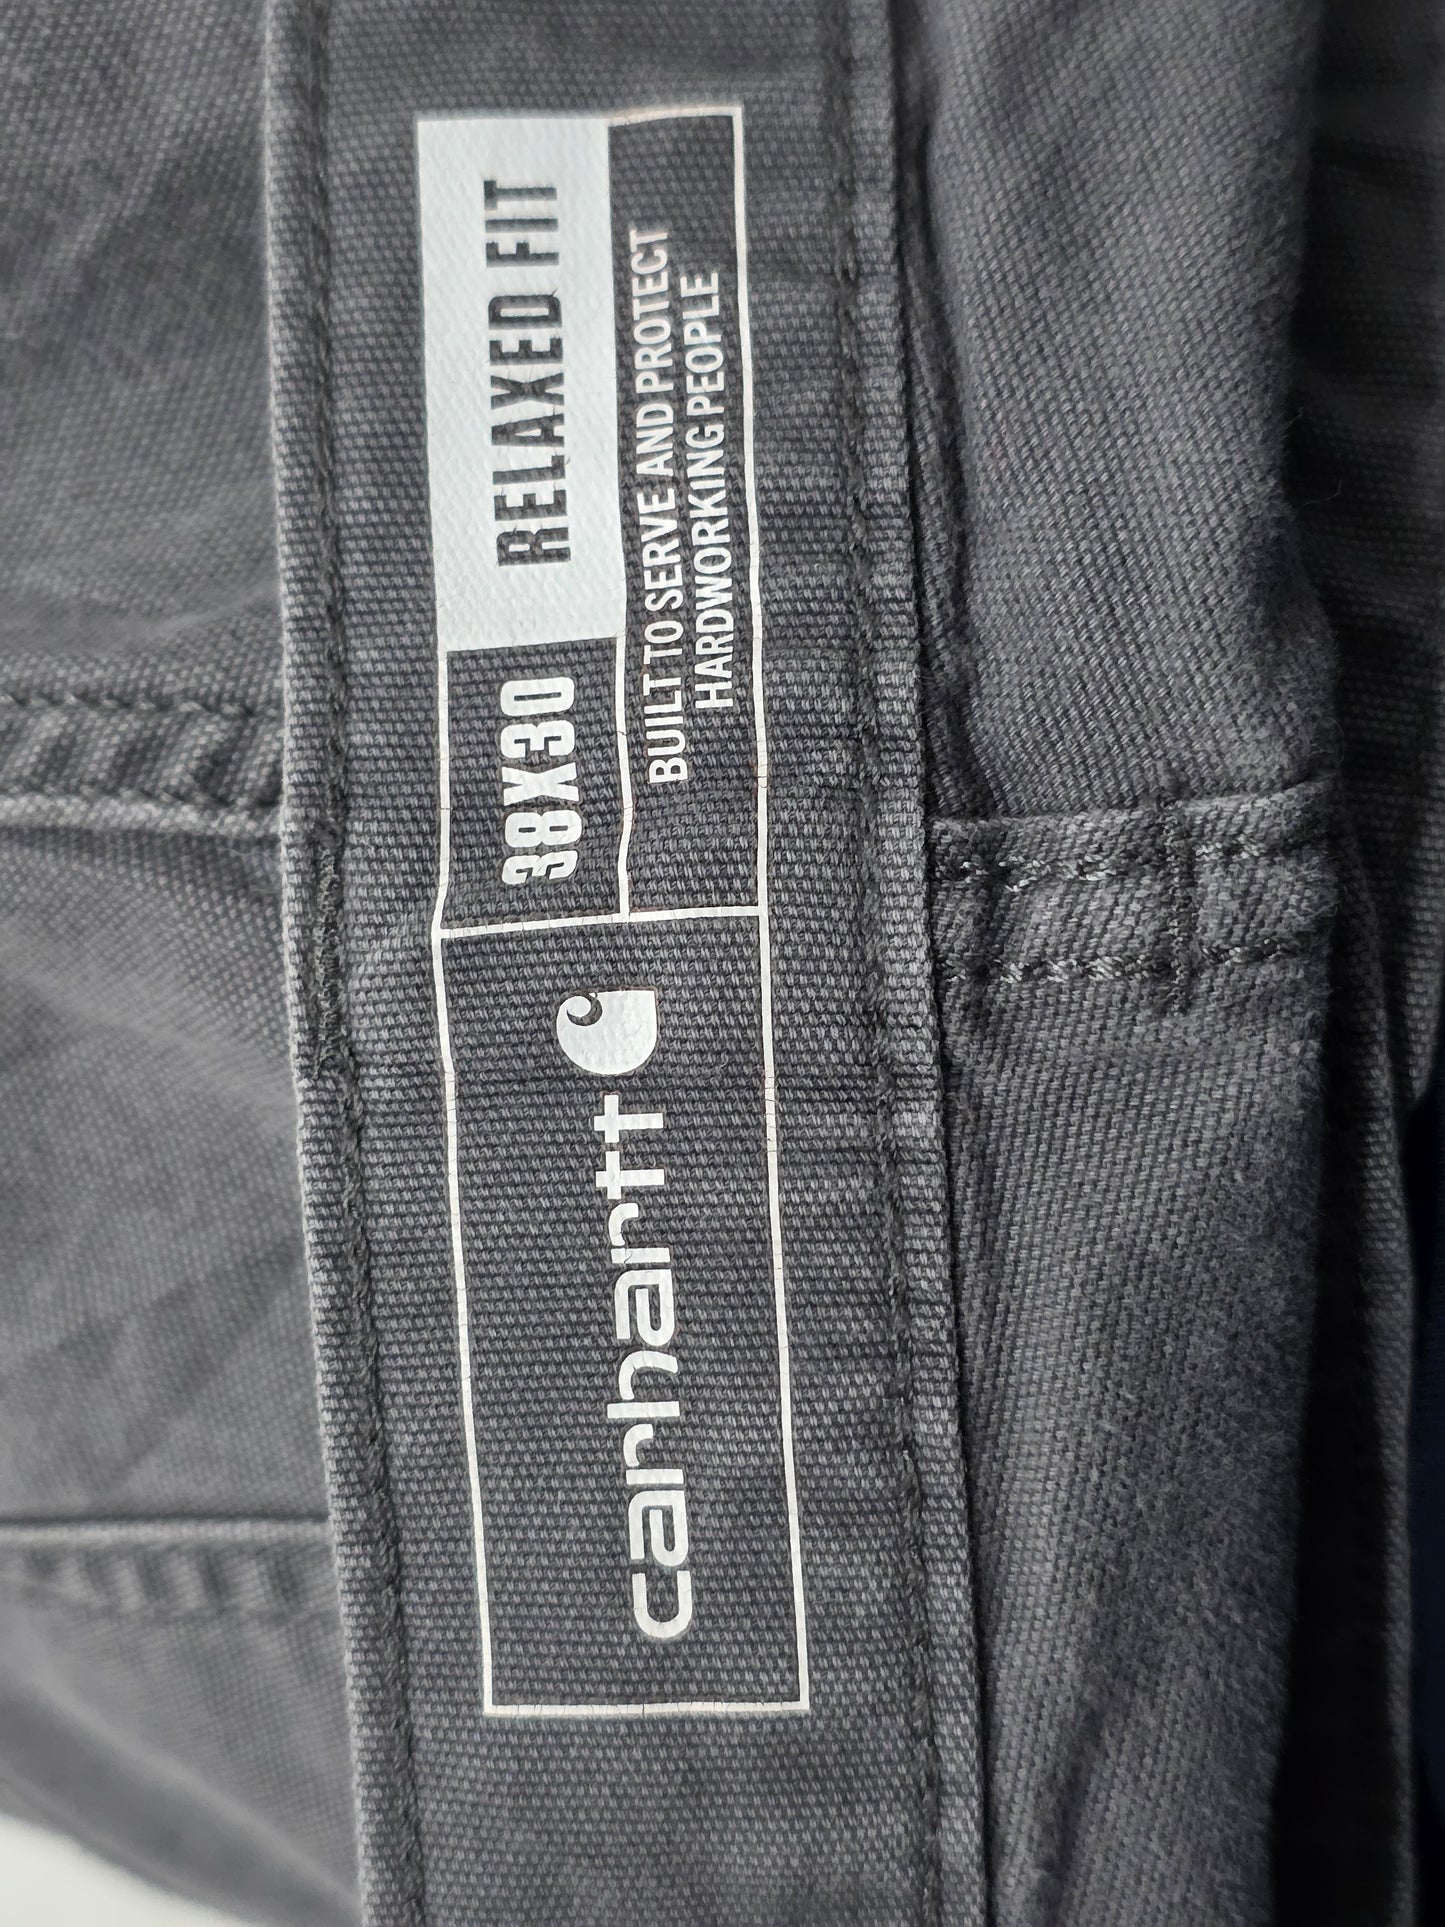 carhartt
38X30
RELAXED FIT
BUILT TO SERVE AND PROTECT
HARDWORKING PEOPLE